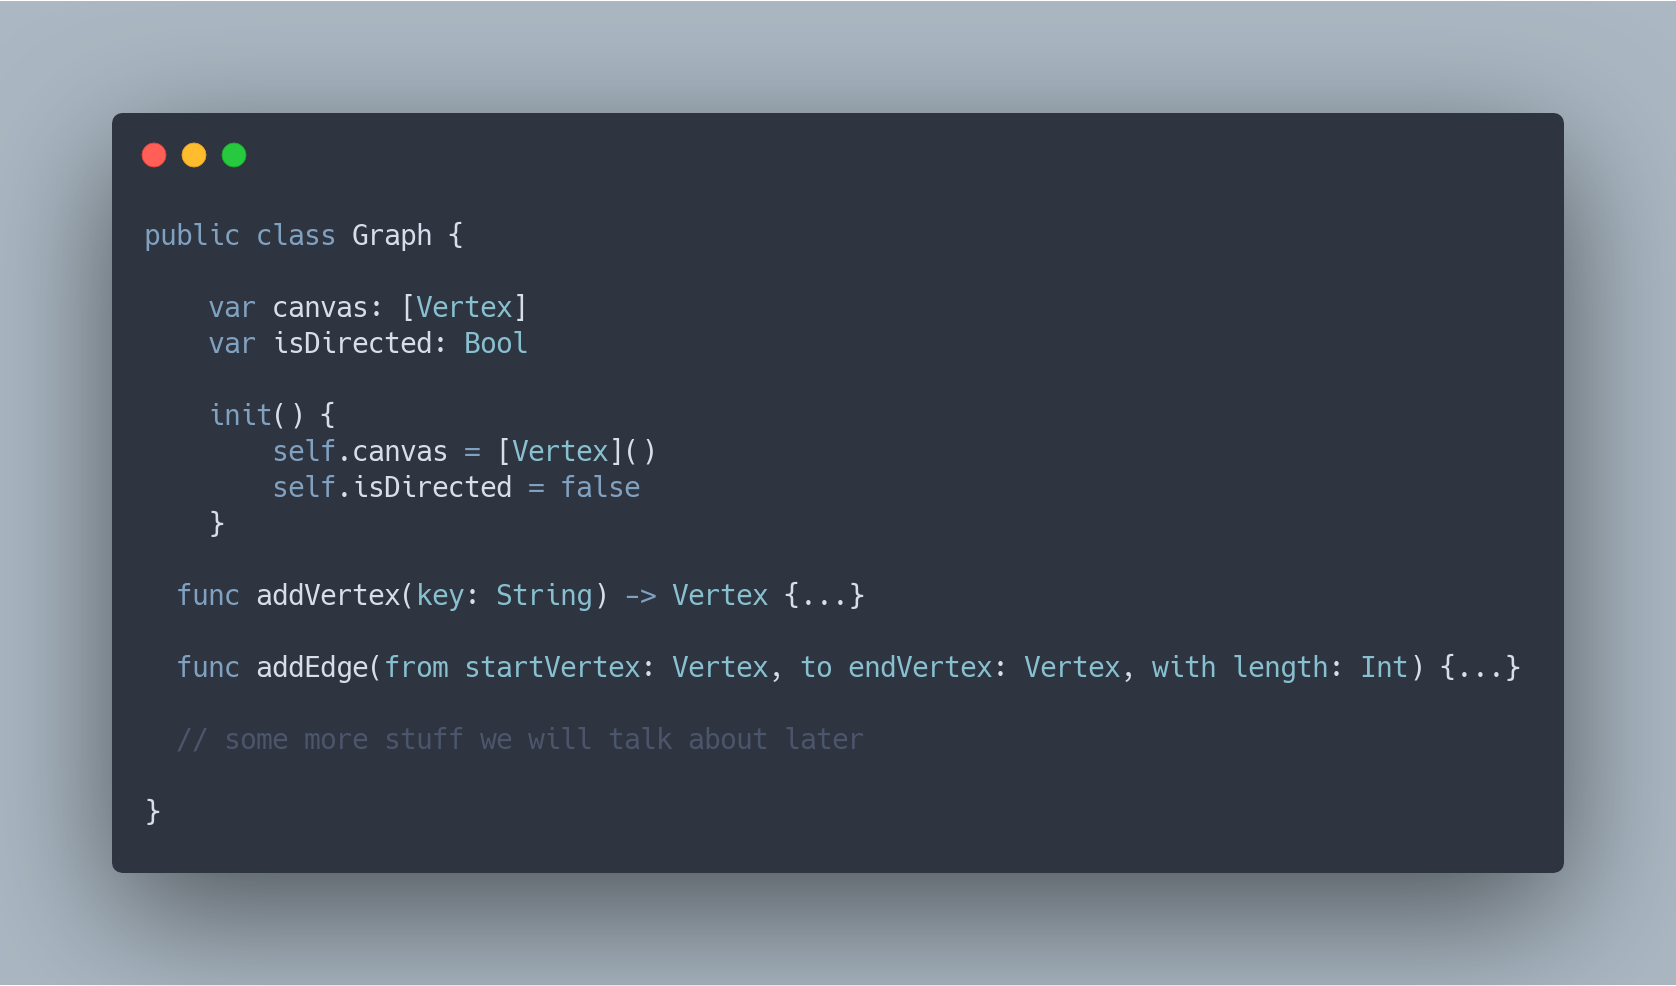 public class Graph {
var canvas: [Vertex]
var isDirected: Bool
init() {
self.canvas = [Vertex]()
self.isDirected = false
}
func addVertex(key: String) -> Vertex {...}
func addEdge(from startVertex: Vertex, to endVertex: Vertex, with length: Int) {...}
// some more stuff we will talk about later
}